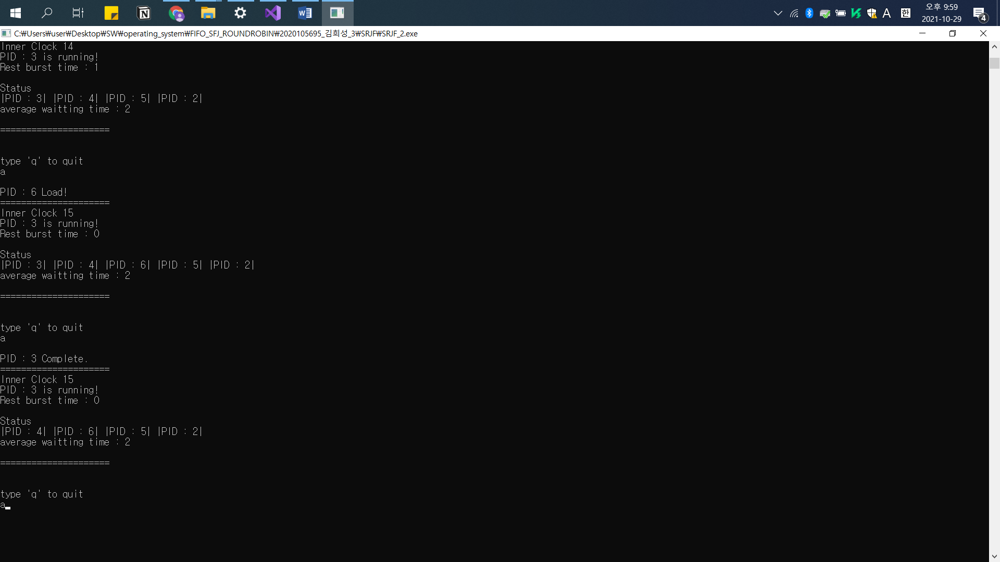 오후 9:59
A 한
2021-10-29
4
C:₩Users₩user₩Desktop₩SW₩operating_system₩FIFO_SFJ_ROUNDROBIN₩2020105695_김희성_3₩SRJF₩SRJF_2.exe
Inner Clock 14
PID : 3 is running!
Rest burst time : 1
Status
|PID : 3| |PID : 4| |PID : 5| |PID : 2|
average waitting time : 2
=====================
type 'q' to quit
a
PID : 6 Load!
=====================
Inner Clock 15
PID : 3 is running!
Rest burst time : 0
Status
|PID : 3| |PID : 4| |PID : 6| |PID : 5| |PID : 2|
average waitting time : 2
=====================
type 'q' to quit
a
PID : 3 Complete.
=====================
Inner Clock 15
PID : 3 is running!
Rest burst time : 0
Status
|PID : 4| |PID : 6| |PID : 5| |PID : 2|
average waitting time : 2
=====================
type 'q' to quit
a